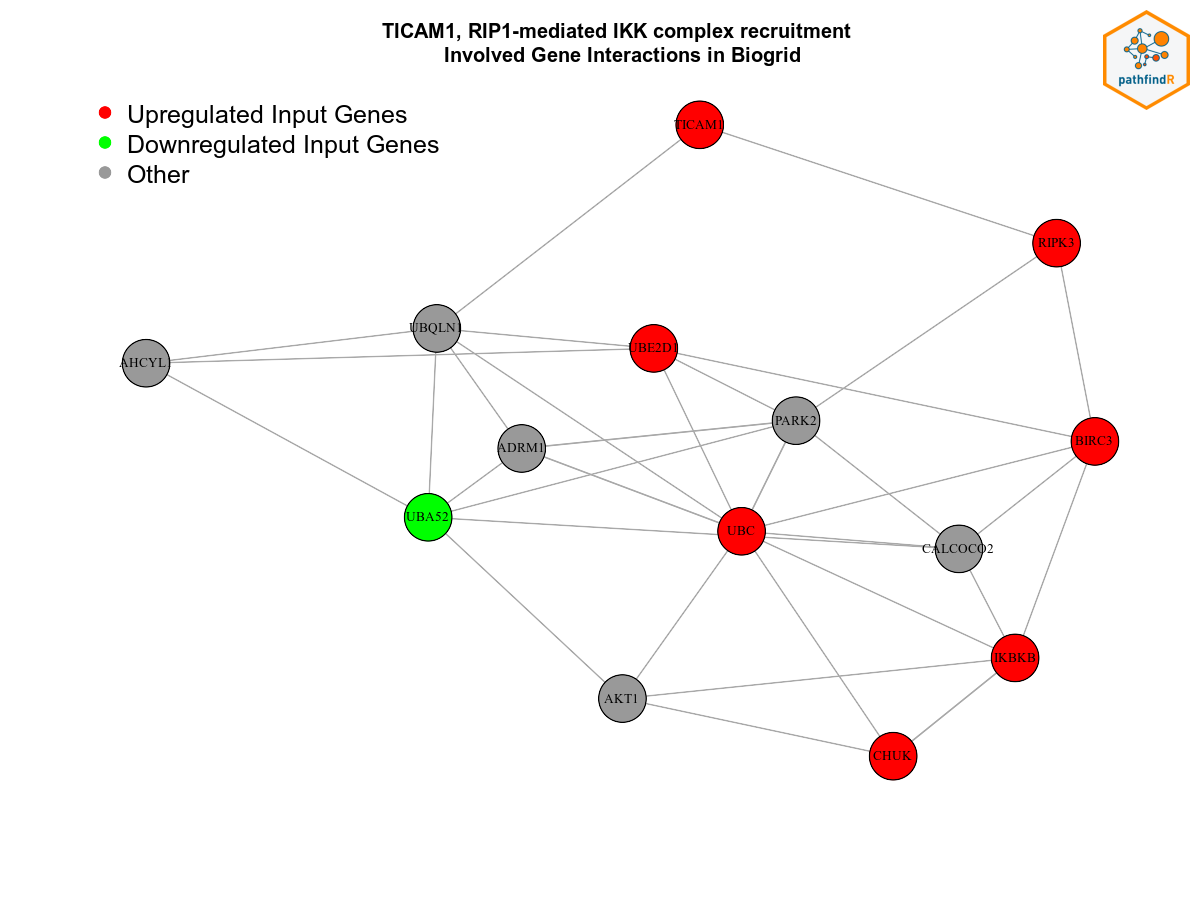 TICAM1, RIP1-mediated IKK complex recruitment
Involved Gene Interactions in Biogrid
pathfindR
Upregulated Input Genes
Downregulated Input Genes
Other
TICAM1
RIPK3
UBQLN1
UBE2D1
AHCYL
PARK2
BIRC3
ADRM1
UBA52
UBC
CALCOCO2
IKBKB
AKT1
CHUK